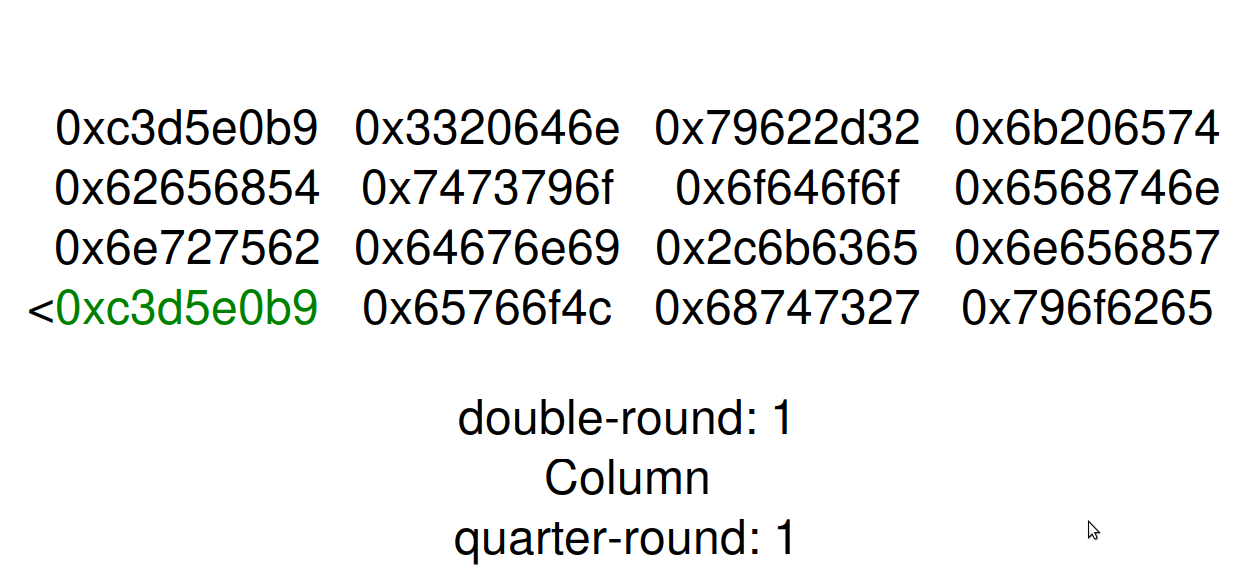 0xc3d5e0b9 0x3320646e 0x79622d32 0x6b206574
0x62656854 0x7473796f 0x6f646f6f 0x6568746e
0x6e727562 0x64676e69 0x2c6b6365 0x6e656857
<0xc3d5e0b9 0x65766f4c 0x68747327 0x796f6265
double-round: 1
Column
quarter-round: 1